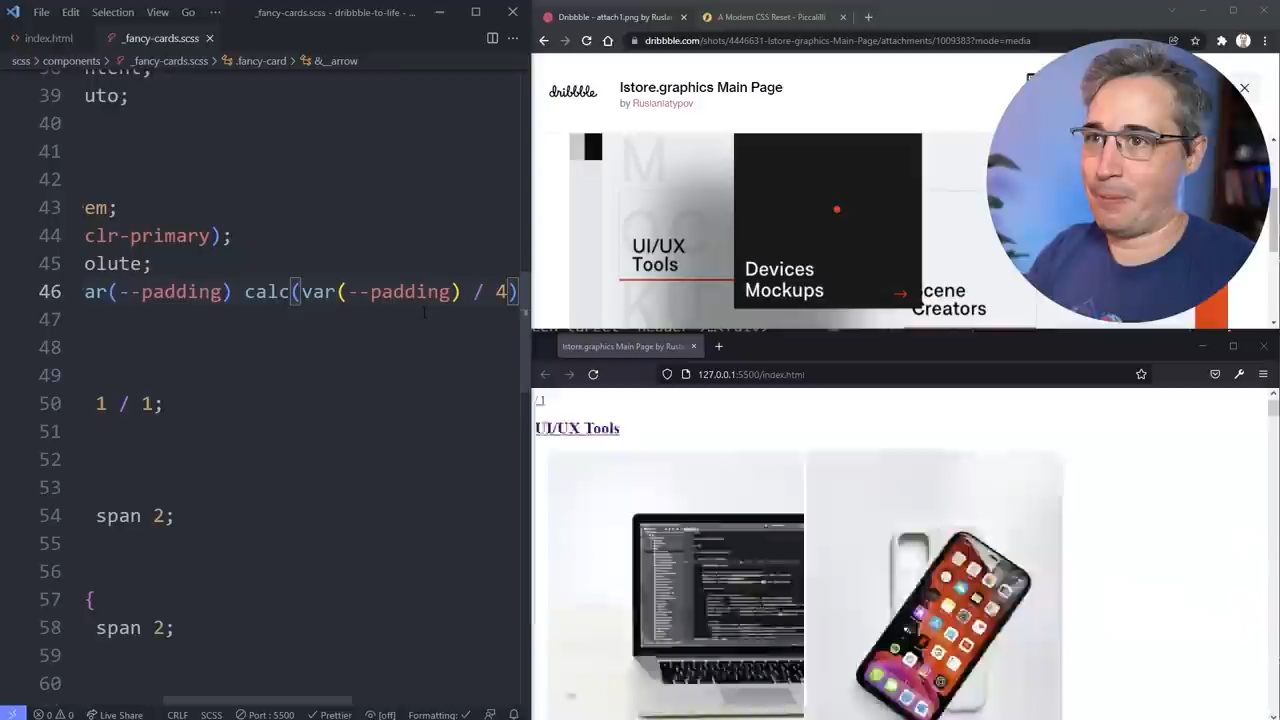 File Edit Selection View Go ··· _fancy-cards.scss - dribbble-to-life - ...
index.html _fancy-cards.scss
scss > components > _fancy-cards.scss > .fancy-card > &__arrow
39 uto;
40
41
42
43 em;
44 clr-primary);
45 olute;
46 ar(--padding) calc(var(--padding) / 4)
47
48
49
50 1 / 1;
51
52
53
54 span 2;
55
56
57 {
58 span 2;
59
60
0 0 Live Share CRLF SCSS Port : 5500 Prettier [off] Formatting:
Dribbble - attach1.png by Rusla
A Modern CSS Reset - Piccalilli
dribbble.com/shots/4446631-Istore-graphics-Main-Page/attachments/1009383?mode=media
dribbble
Istore.graphics Main Page
by Ruslanlatypov
UI/UX
Tools
Devices
Mockups
Scene
Creators
Istore.graphics Main Page by Rusla
127.0.0.1:5500/index.html
/ 1
UI/UX Tools